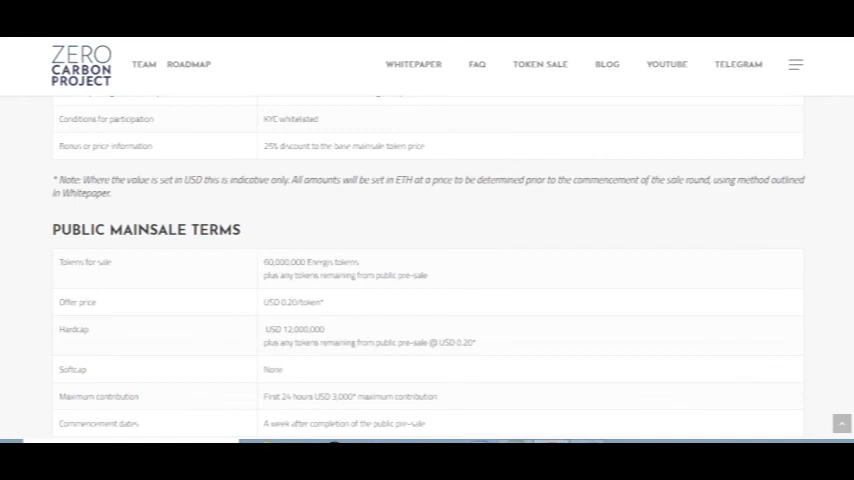 ZERO
CARBON
PROJECT
TEAM ROADMAP WHITEPAPER FAQ TOKEN SALE BLOG YOUTUBE TELEGRAM
Conditions for participation KYC whitelisted
Bonus or price information 25% discount to the base mainsale token price
* Note: Where the value is set in USD this is indicative only. All amounts will be set in ETH at a price to be determined prior to the commencement of the sale round, using method outlined
in Whitepaper.
PUBLIC MAINSALE TERMS
Tokens for sale 60,000,000 Energis tokens
plus any tokens remaining from public pre-sale
Offer price USD 0.20/token*
Hardcap USD 12,000,000
plus any tokens remaining from public pre-sale @ USD 0.20*
Softcap None
Maximum contribution First 24 hours USD 3,000* maximum contribution
Commencement dates A week after completion of the public pre-sale